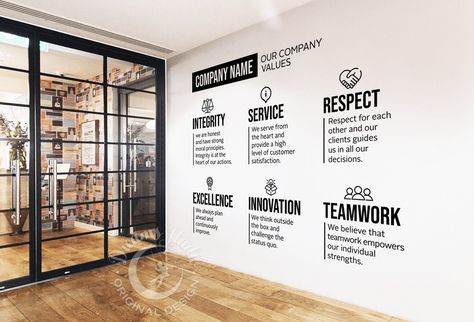 COMPANY NAME
OUR COMPANY
VALUES
INTEGRITY
we are honest
and have strong
moral principles.
Integrity is at the
heart of our actions.
SERVICE
We serve from
the heart and
provide a high
level of customer
satisfaction.
RESPECT
Respect for each
other and our
clients guides
us in all our
decisions.
EXCELLENCE
We always plan
ahead and
continuously
improve.
INNOVATION
We think outside
the box and
challenge the
status quo.
TEAMWORK
We believe that
teamwork empowers
our individual
strengths.
ORIGINAL DESIGN